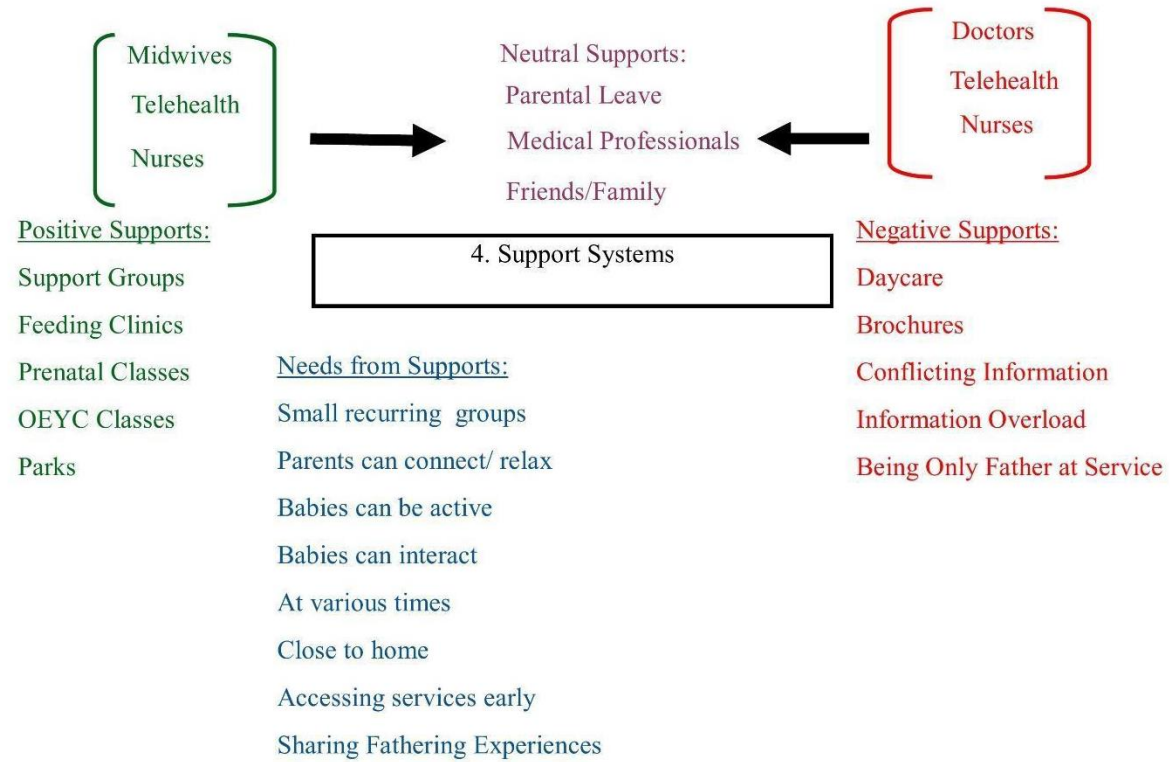 Midwives
Telehealth
Nurses
Neutral Supports:
Parental Leave
Medical Professionals
Friends/Family
Doctors
Telehealth
Nurses
Positive Supports:
Support Groups
Feeding Clinics
Prenatal Classes
OEYC Classes
Parks
4. Support Systems
Needs from Supports:
Small recurring groups
Parents can connect/ relax
Babies can be active
Babies can interact
At various times
Close to home
Accessing services early
Sharing Fathering Experiences
Negative Supports:
Daycare
Brochures
Conflicting Information
Information Overload
Being Only Father at Service